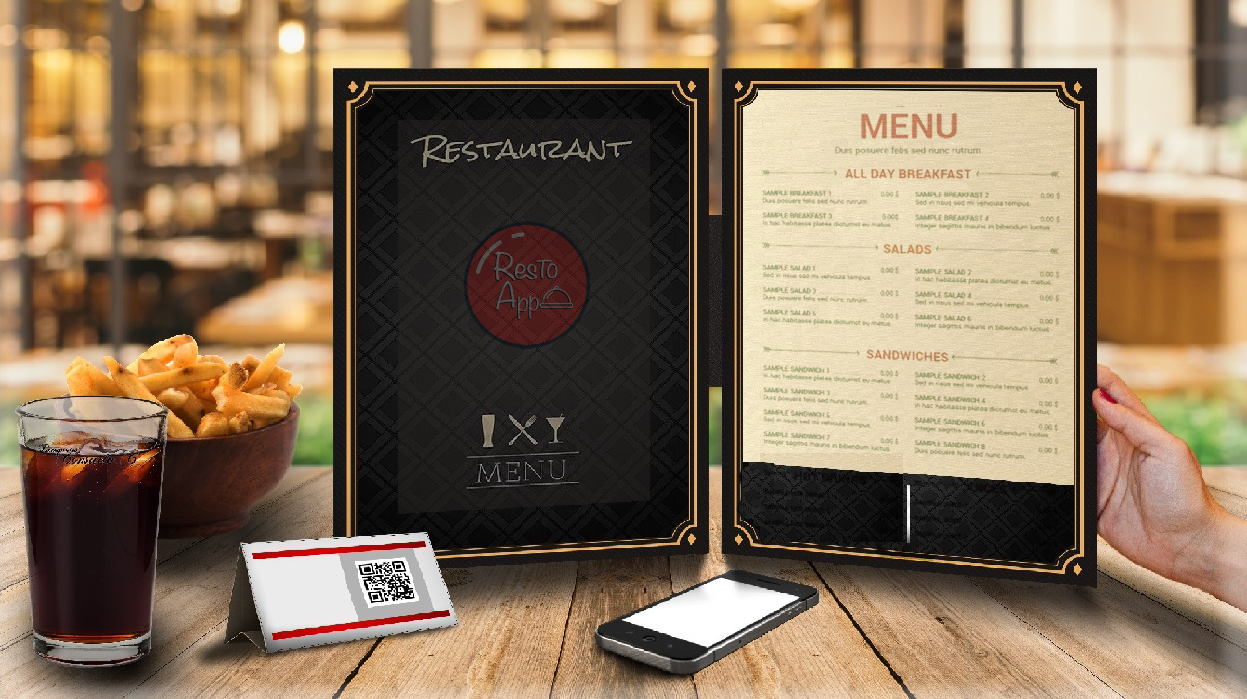 RESTAURANT
Resto
App
MENU
MENU
Duis posuere felis sed nunc rutrum.
ALL DAY BREAKFAST
SAMPLE BREAKFAST 1 0.00 $
Duis posuere felis sed nunc rutrum.
SAMPLE BREAKFAST 2 0.00 $
Sed in risus sed mi vehicula tempus.
SAMPLE BREAKFAST 3 0.00$
In hac habitasse platea dictumst eu metus.
SAMPLE BREAKFAST 4 0.00 $
Integer sagittis mauris in bibendum luctus.
SALADS
SAMPLE SALAD 1 0.00 $
Sed in risus sed mi vehicula tempus.
SAMPLE SALAD 2 0.00 $
In hac habitasse platea dictumst eu metus.
SAMPLE SALAD 3 0.00 $
Duis posuere felis sed nunc rutrum.
SAMPLE SALAD 4 0.00 $
Sed in risus sed mi vehicula tempus.
SAMPLE SALAD 5 0.00 $
In hac habitasse platea dictumst eu metus.
SAMPLE SALAD 6 0.00 $
Integer sagittis mauris in bibendum luctus.
SANDWICHES
SAMPLE SANDWICH 1 0.00 $
In hac habitasse platea dictumst eu metus.
SAMPLE SANDWICH 2 0.00 $
Sed in risus sed mi vehicula tempus.
SAMPLE SANDWICH 3 0.00 $
Duis posuere felis sed nunc rutrum.
SAMPLE SANDWICH 4 0.00 $
In hac habitasse platea dictumst eu metus.
SAMPLE SANDWICH 5 0.00 $
Sed in risus sed mi vehicula tempus.
SAMPLE SANDWICH 6 0.00 $
Integer sagittis mauris in bibendum luctus.
SAMPLE SANDWICH 7 0.00 $
Integer sagittis mauris in bibendum luctus.
SAMPLE SANDWICH 8 0.00 $
Duis posuere felis sed nunc rutrum.